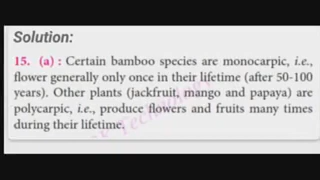 Solution:
15. (a) : Certain bamboo species are monocarpic, i.e.,
flower generally only once in their lifetime (after 50-100
years). Other plants (jackfruit, mango and papaya) are
polycarpic, i.e., produce flowers and fruits many times
during their lifetime.